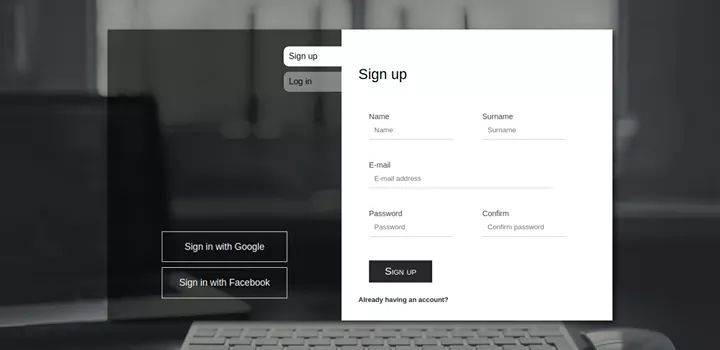 Sign up
Log in
Sign in with Google
Sign in with Facebook
Sign up
Name
Surname
Name
Surname
E-mail
E-mail address
Password
Confirm
Password
Confirm password
Sign up
Already having an account?